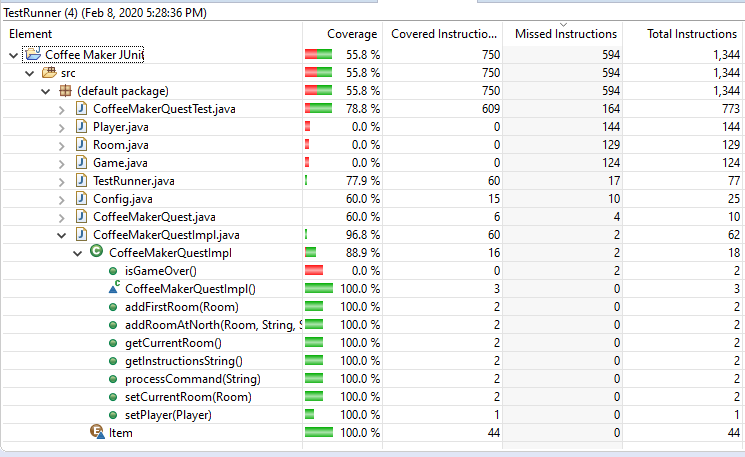 TestRunner (4) (Feb 8, 2020 5:28:36 PM)
Element Coverage Covered Instructio... Missed Instructions Total Instructions
Coffee Maker JUnit 55.8 % 750 594 1,344
src 55.8 % 750 594 1,344
(default package) 55.8 % 750 594 1,344
CoffeeMakerQuestTest.java 78.8 % 609 164 773
Player.java 0.0 % 0 144 144
Room.java 0.0 % 0 129 129
Game.java 0.0 % 0 124 124
TestRunner.java 77.9 % 60 17 77
Config.java 60.0 % 15 10 25
CoffeeMakerQuest.java 60.0 % 6 4 10
CoffeeMakerQuestImpl.java 96.8 % 60 2 62
CoffeeMakerQuestImpl 88.9 % 16 2 18
isGameOver() 0.0 % 0 2 2
CoffeeMakerQuestImpl() 100.0 % 3 0 3
addFirstRoom(Room) 100.0 % 2 0 2
addRoomAtNorth(Room, String, S 100.0 % 2 0 2
getCurrentRoom() 100.0 % 2 0 2
getInstructionsString() 100.0 % 2 0 2
processCommand(String) 100.0 % 2 0 2
setCurrentRoom(Room) 100.0 % 2 0 2
setPlayer(Player) 100.0 % 1 0 1
Item 100.0 % 44 0 44